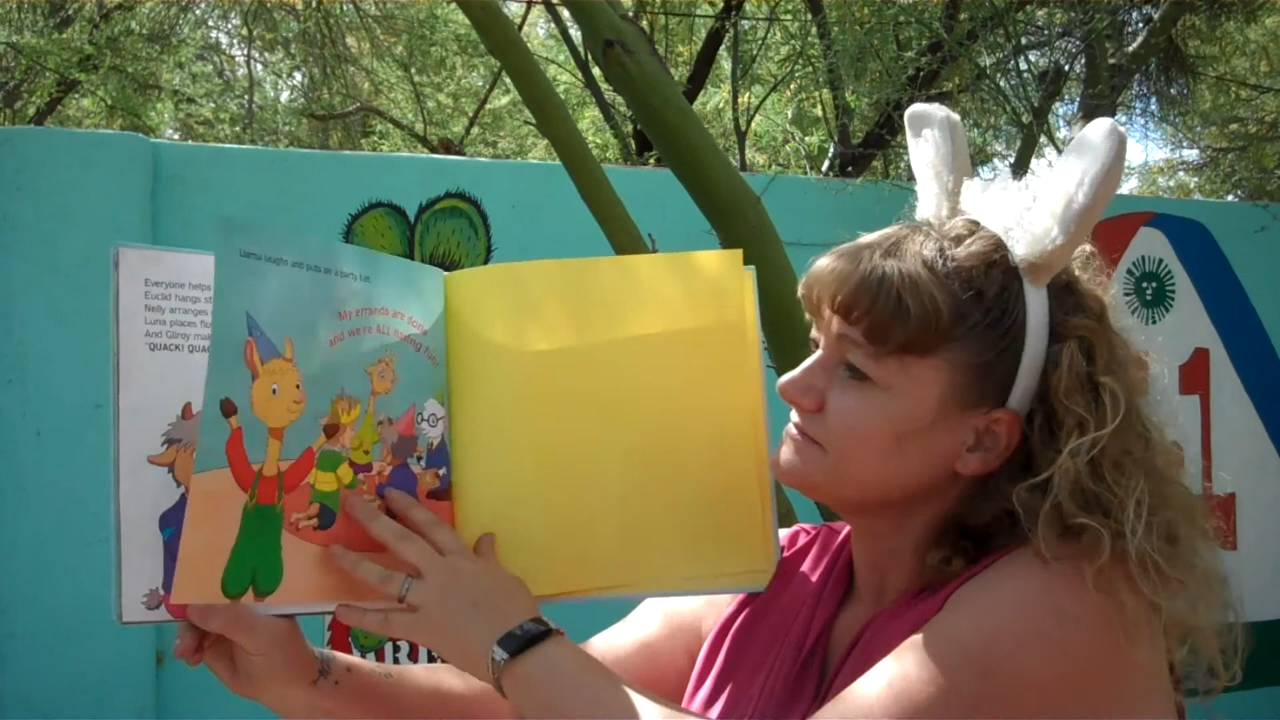 Everyone helps
Euclid hangs st
Nelly arranges
Luna places flo
And Gilroy mak
"QUACK! QUAC
Llama laughs and puts on a party hat.
My errands are done
and we're ALL having fun!
1